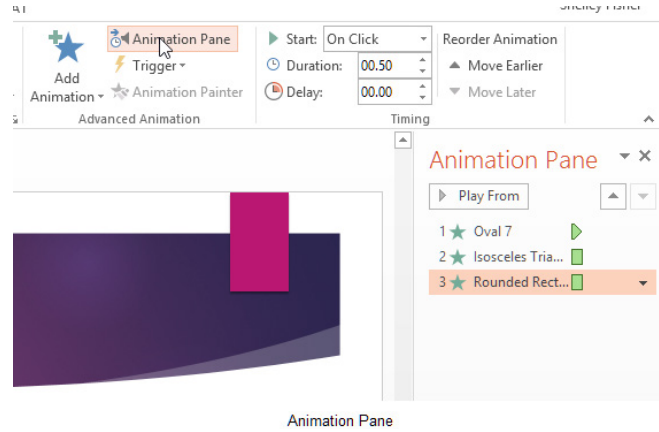 Shelley Fisher
Add Animation
Animation Pane
Trigger
Animation Painter
Advanced Animation
Start: On Click
Duration: 00.50
Delay: 00.00
Timing
Reorder Animation
Move Earlier
Move Later
Animation Pane
Play From
1 Oval 7
2 Isosceles Tria...
3 Rounded Rect...
Animation Pane